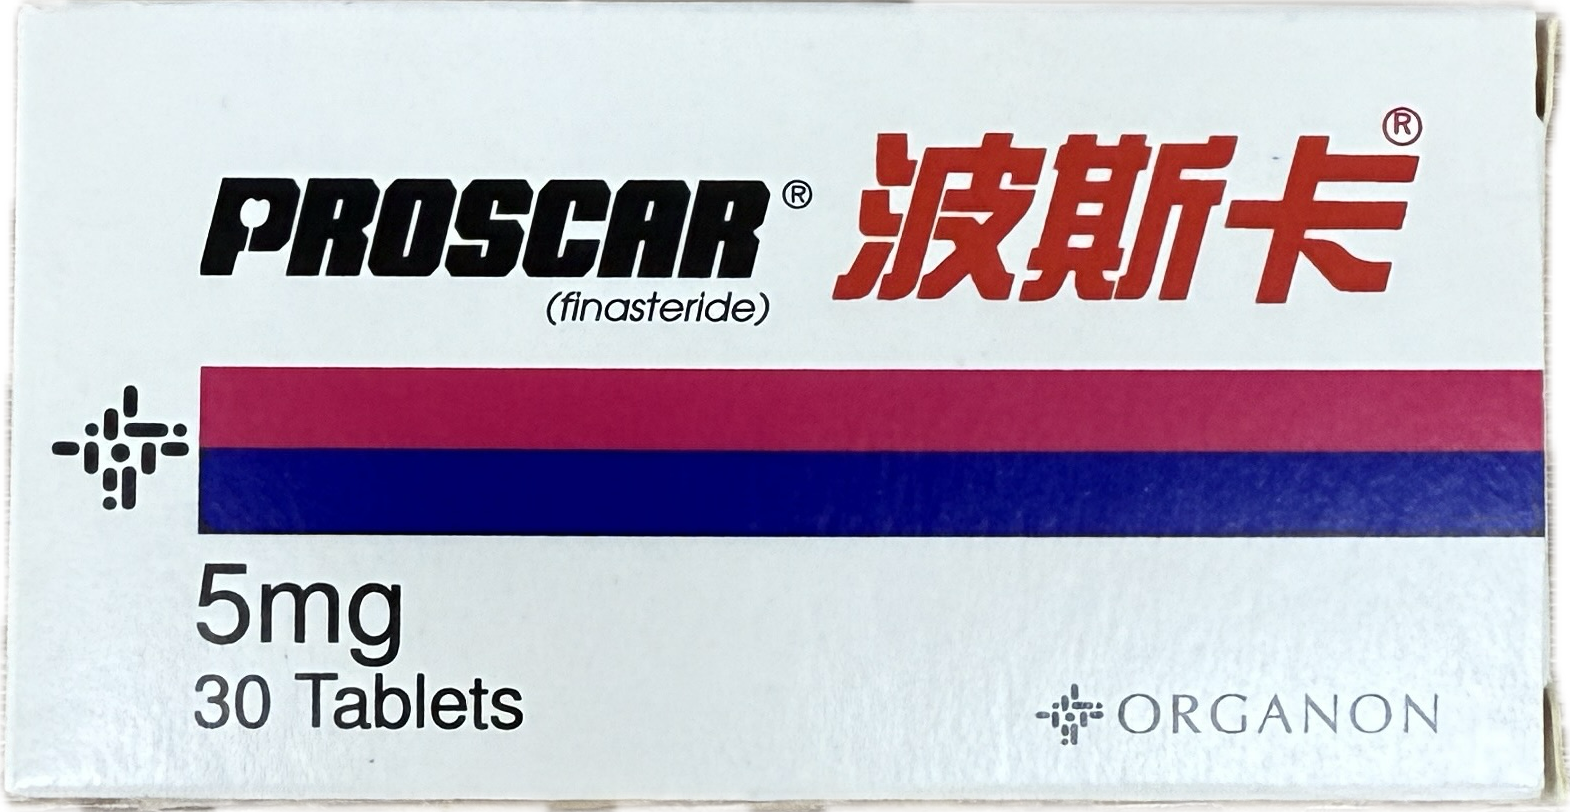 PROSCAR® 波斯卡®
(finasteride)
5mg
30 Tablets
ORGANON